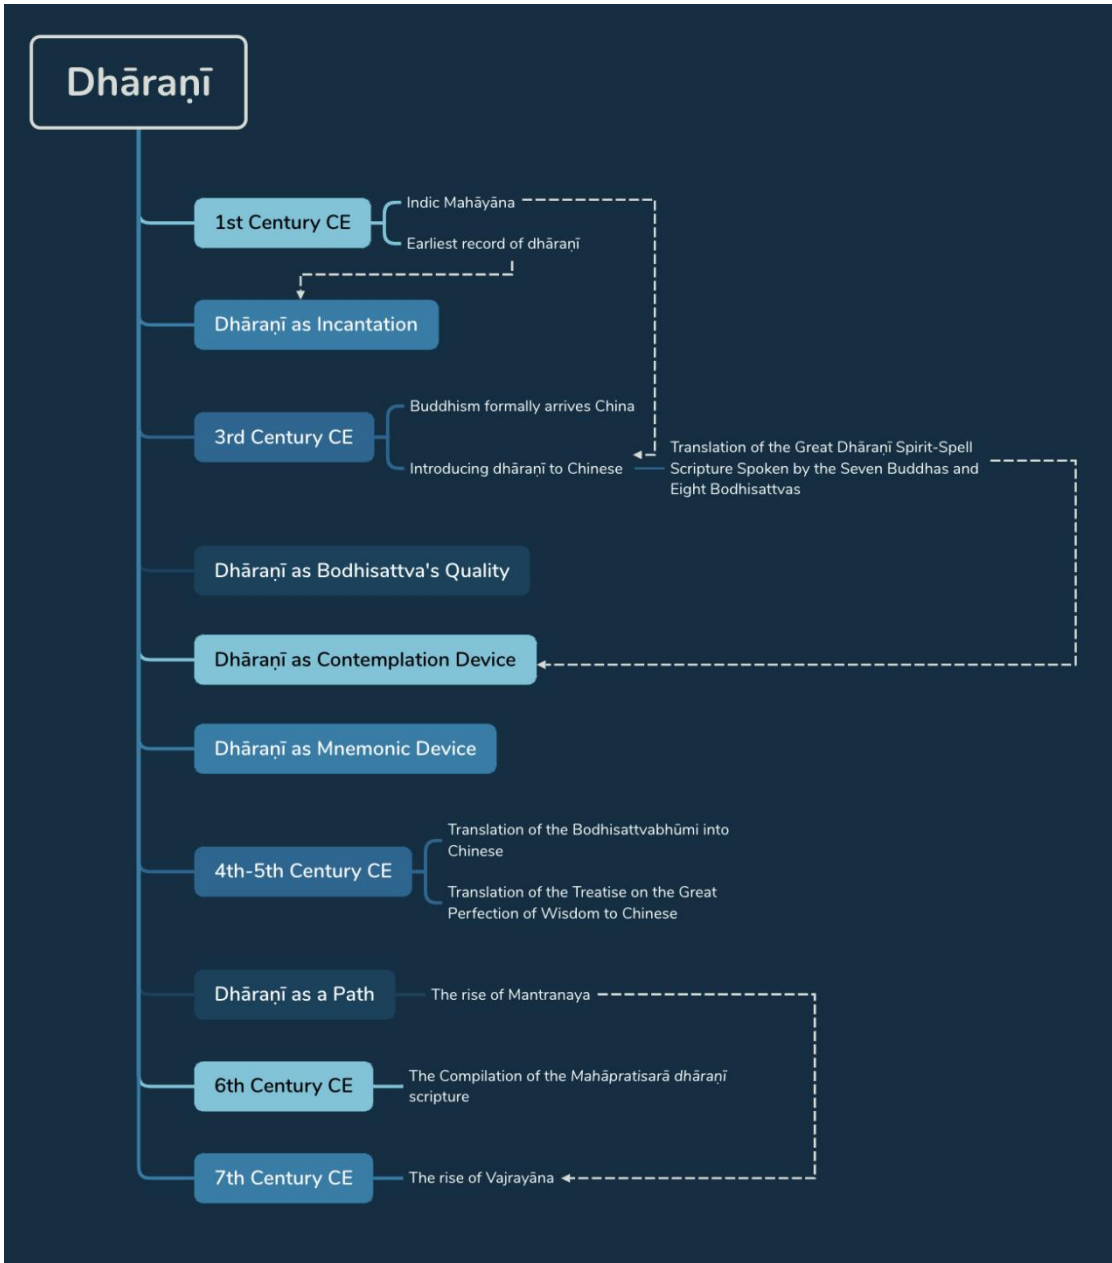 Dhāraṇī
1st Century CE
Indic Mahāyāna
Earliest record of dhāraṇī
Dhāraṇī as Incantation
3rd Century CE
Buddhism formally arrives China
Introducing dhāraṇī to Chinese
Translation of the Great Dhāraṇī Spirit-Spell
Scripture Spoken by the Seven Buddhas and
Eight Bodhisattvas
Dhāraṇī as Bodhisattva's Quality
Dhāraṇī as Contemplation Device
Dhāraṇī as Mnemonic Device
4th-5th Century CE
Translation of the Bodhisattvabhūmi into
Chinese
Translation of the Treatise on the Great
Perfection of Wisdom to Chinese
Dhāraṇī as a Path
The rise of Mantranaya
6th Century CE
The Compilation of the Mahāpratisarā dhāraṇī
scripture
7th Century CE
The rise of Vajrayāna